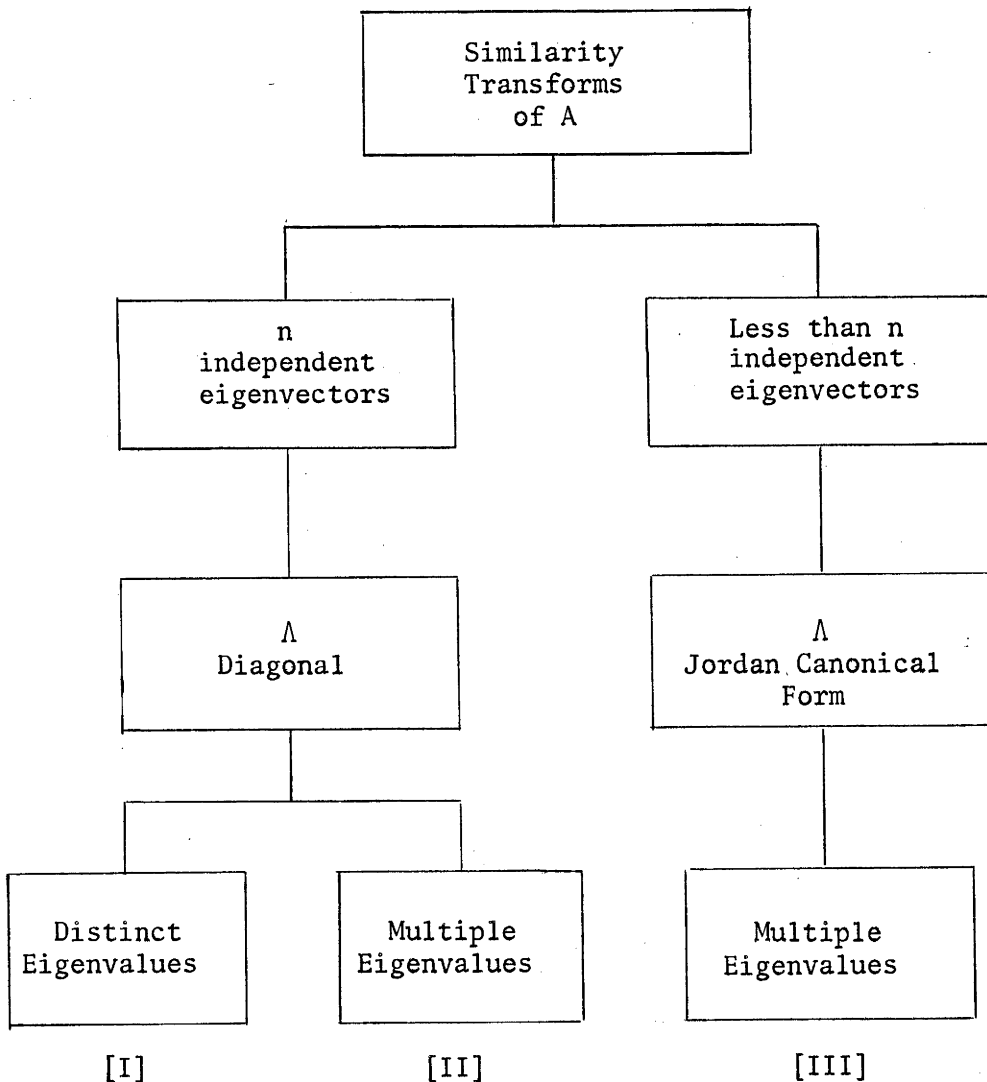 Similarity
Transforms
of A
n
independent
eigenvectors
Less than n
independent
eigenvectors
Λ
Diagonal
Λ
Jordan Canonical
Form
Distinct
Eigenvalues
Multiple
Eigenvalues
Multiple
Eigenvalues
[I]
[II]
[III]